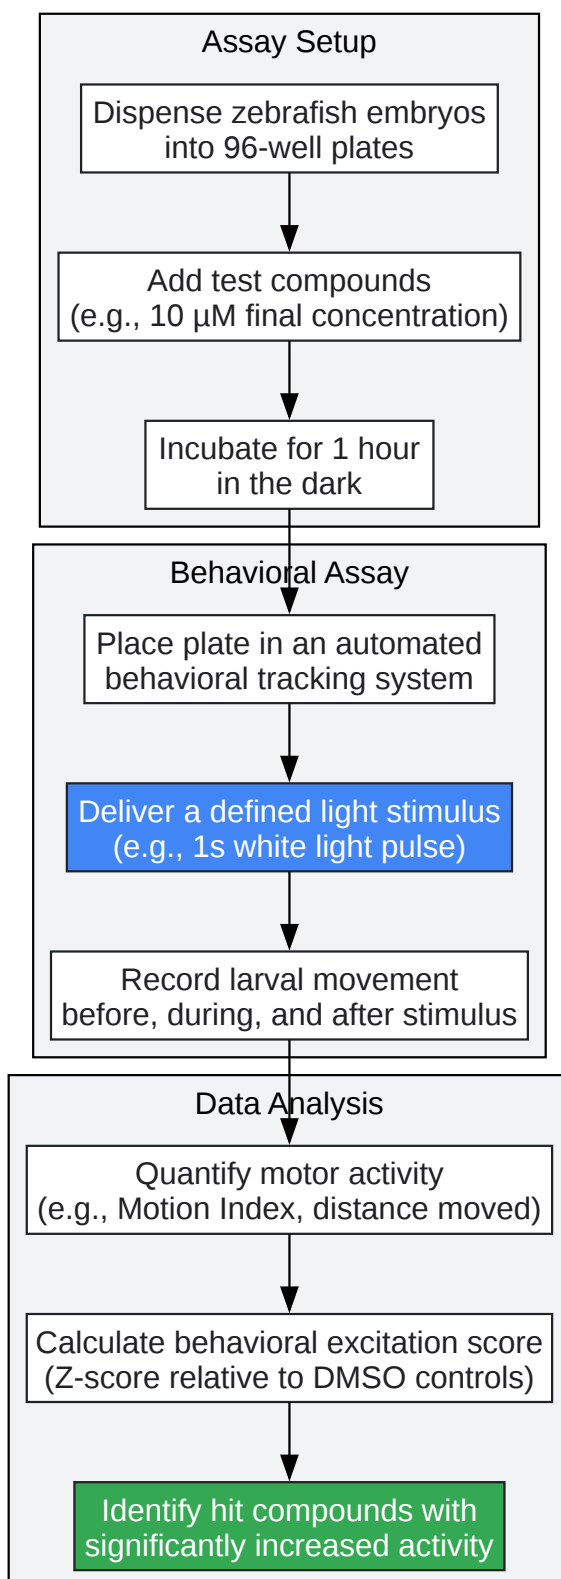 Assay Setup
Dispense zebrafish embryos
into 96-well plates
Add test compounds
(e.g., 10 µM final concentration)
Incubate for 1 hour
in the dark
Behavioral Assay
Place plate in an automated
behavioral tracking system
Deliver a defined light stimulus
(e.g., 1s white light pulse)
Record larval movement
before, during, and after stimulus
Data Analysis
Quantify motor activity
(e.g., Motion Index, distance moved)
Calculate behavioral excitation score
(Z-score relative to DMSO controls)
Identify hit compounds with
significantly increased activity